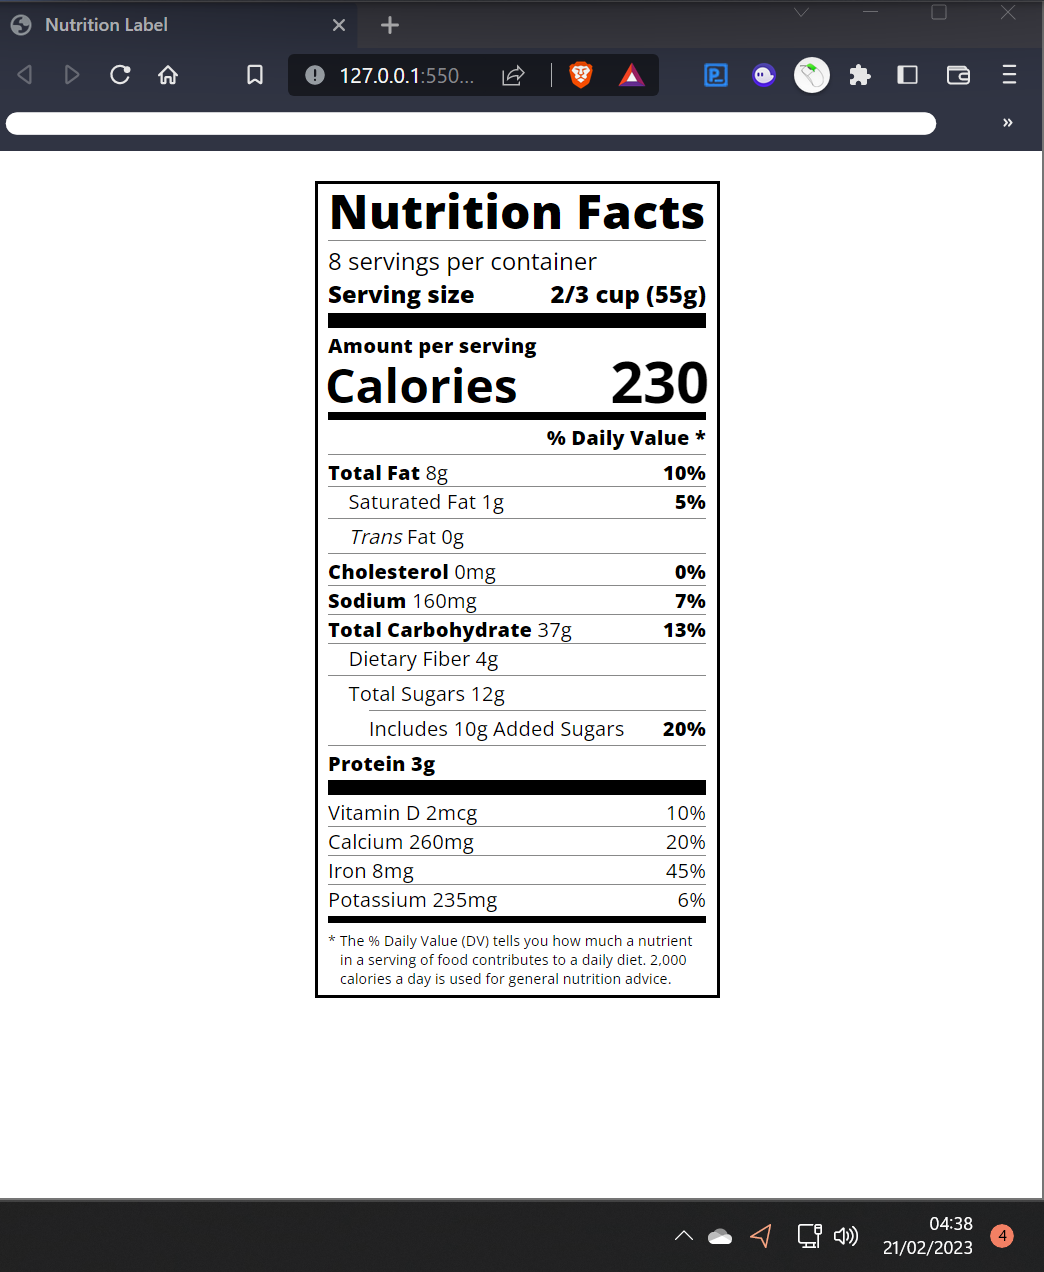 Nutrition Label
127.0.0.1:550...
Nutrition Facts
8 servings per container
Serving size 2/3 cup (55g)
Amount per serving
Calories 230
% Daily Value *
Total Fat 8g 10%
Saturated Fat 1g 5%
Trans Fat 0g
Cholesterol 0mg 0%
Sodium 160mg 7%
Total Carbohydrate 37g 13%
Dietary Fiber 4g
Total Sugars 12g
Includes 10g Added Sugars 20%
Protein 3g
Vitamin D 2mcg 10%
Calcium 260mg 20%
Iron 8mg 45%
Potassium 235mg 6%
* The % Daily Value (DV) tells you how much a nutrient
in a serving of food contributes to a daily diet. 2,000
calories a day is used for general nutrition advice.
04:38
21/02/2023
4